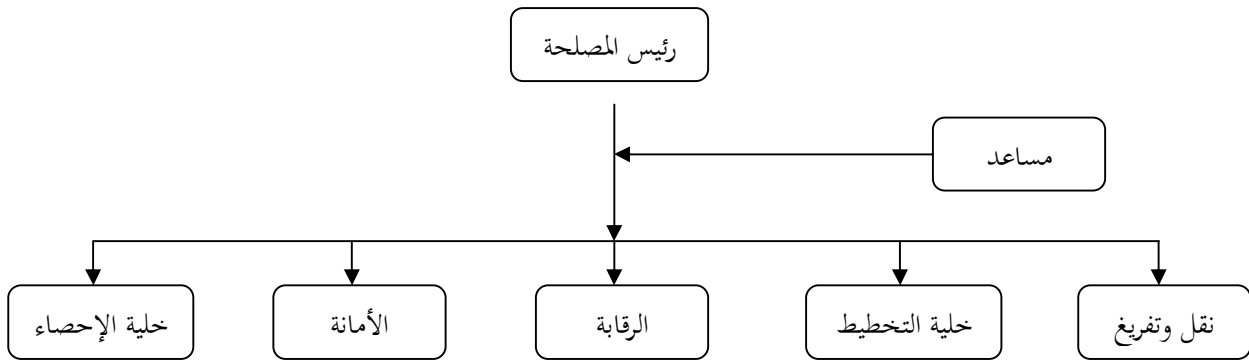 رئيس المصلحة
مساعد
نقل وتفريغ
خلية التخطيط
الرقابة
الأمانة
خلية الإحصاء